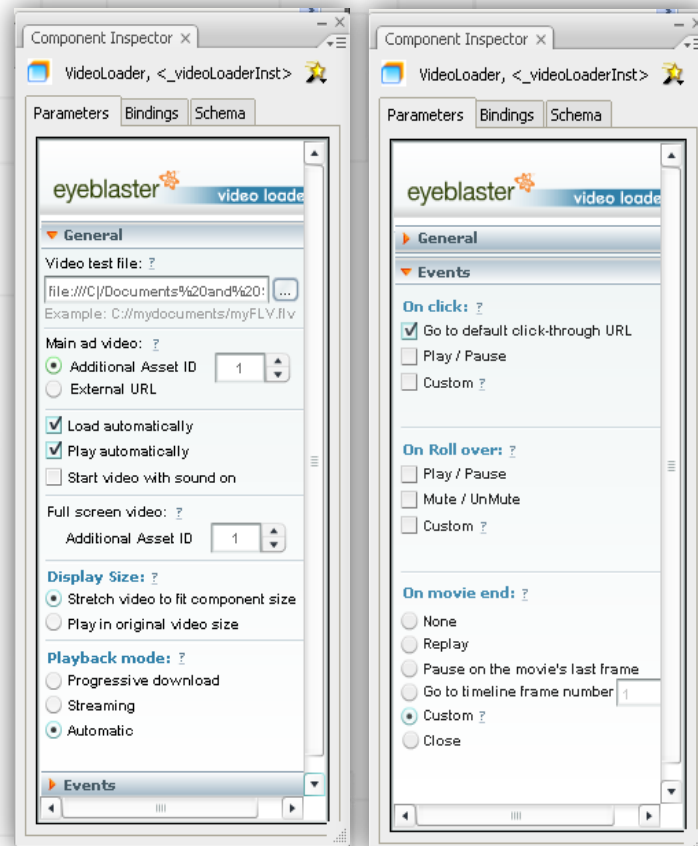 Component Inspector ×
VideoLoader, <_videoLoaderInst>
Parameters Bindings Schema
eyeblaster
video loade
General
Video test file: ?
file:///C|/Documents%20and%20: ...
Example: C://mydocuments/myFLV.flv
Main ad video: ?
Additional Asset ID 1
External URL
Load automatically
Play automatically
Start video with sound on
Full screen video: ?
Additional Asset ID 1
Display Size: ?
Stretch video to fit component size
Play in original video size
Playback mode: ?
Progressive download
Streaming
Automatic
Events
Component Inspector ×
VideoLoader, <_videoLoaderInst>
Parameters Bindings Schema
eyeblaster
video loade
General
Events
On click: ?
Go to default click-through URL
Play / Pause
Custom ?
On Roll over: ?
Play / Pause
Mute / UnMute
Custom ?
On movie end: ?
None
Replay
Pause on the movie's last frame
Go to timeline frame number 1
Custom ?
Close